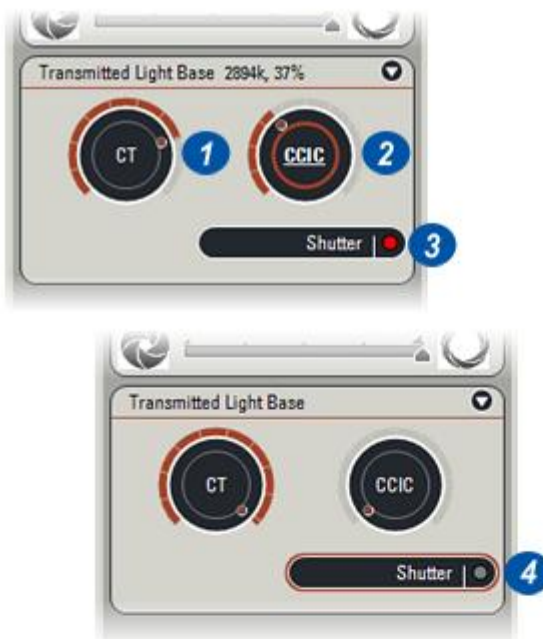 Transmitted Light Base 2894k, 37%
CT 1 CCIC 2
Shutter 3
Transmitted Light Base
CT CCIC
Shutter 4